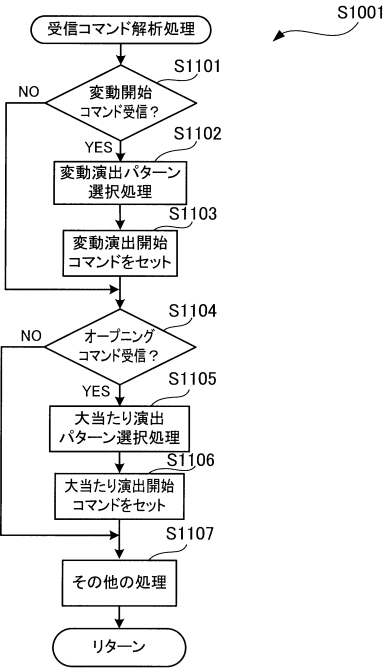 S1001
受信コマンド解析処理
S1101
NO
変動開始
コマンド受信？
YES
S1102
変動演出パターン
選択処理
S1103
変動演出開始
コマンドをセット
S1104
NO
オープニング
コマンド受信？
YES
S1105
大当たり演出
パターン選択処理
S1106
大当たり演出開始
コマンドをセット
S1107
その他の処理
リターン